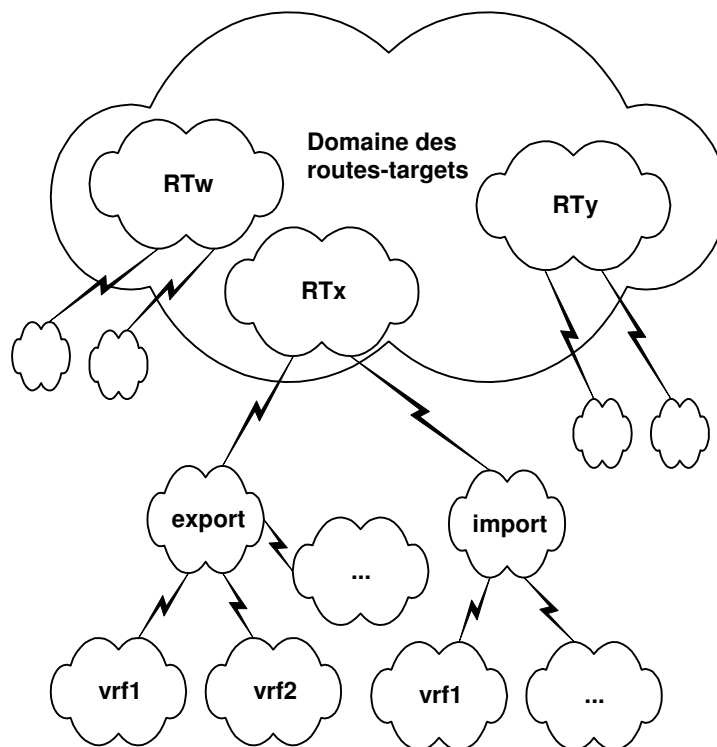 Domaine des
routes-targets
RTw
RTy
RTx
export
import
...
vrf1
vrf2
vrf1
...